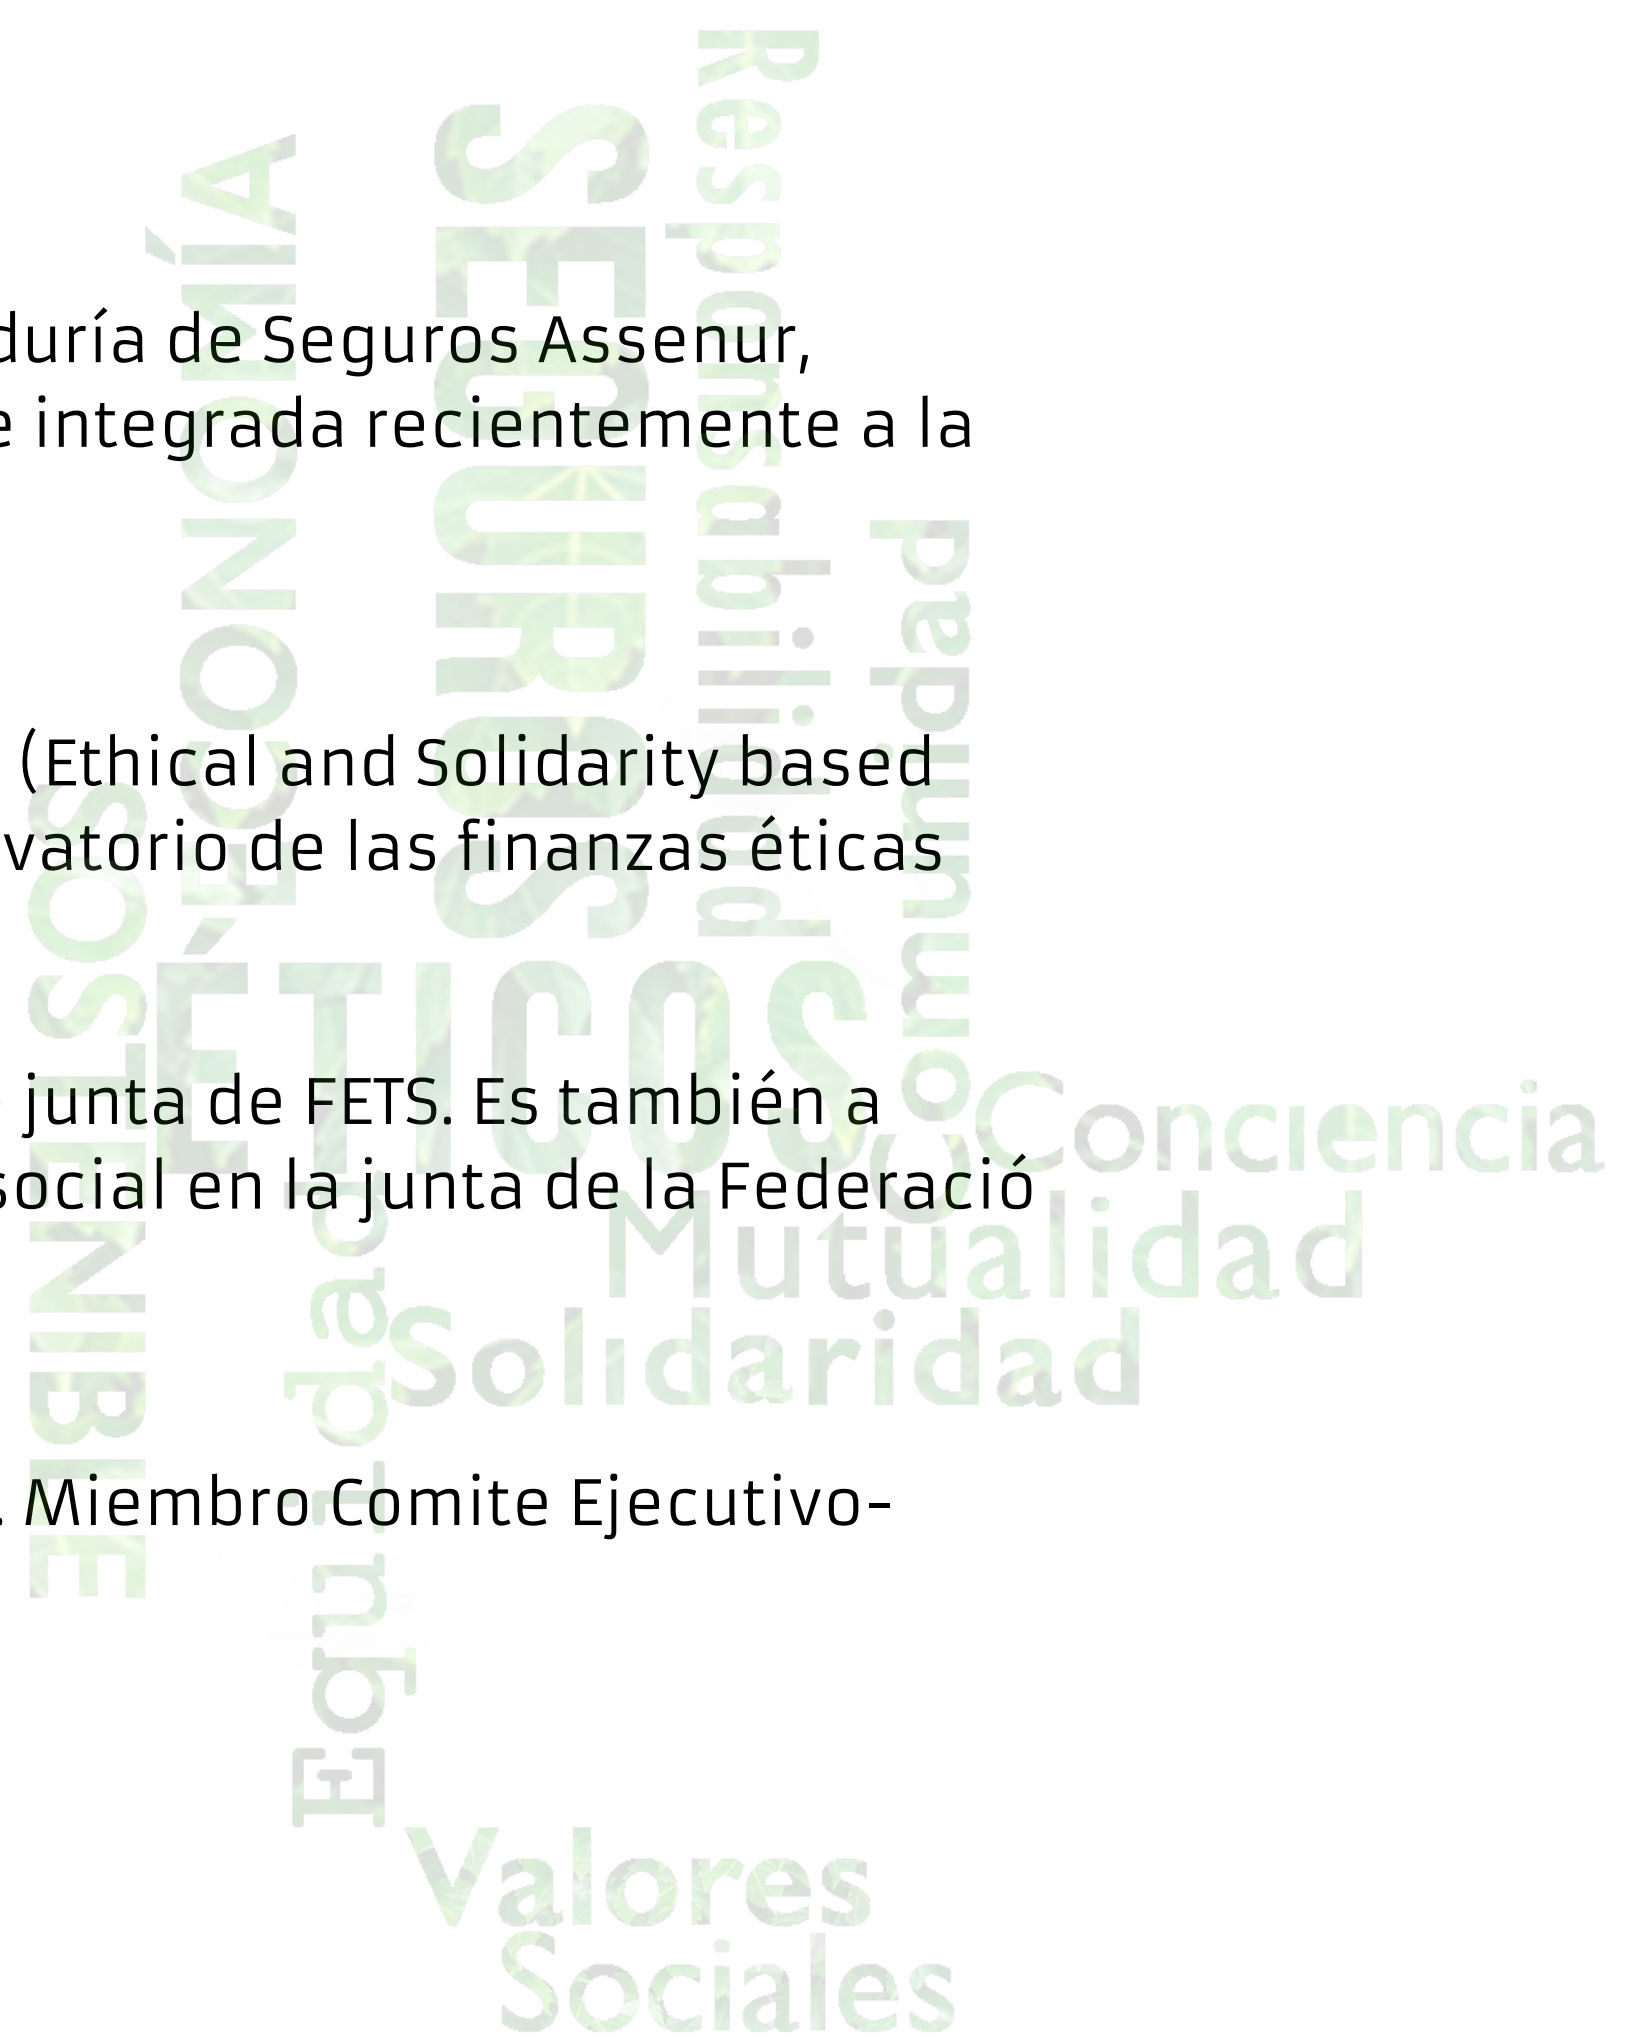 duría de Seguros Assenur,
e integrada recientemente a la
(Ethical and Solidarity based
vatorio de las finanzas éticas
junta de FETS. Es también a
social en la junta de la Federació
. Miembro Comite Ejecutivo-
ECONOMÍA
SEGUROS
Responsabilidad
Comunidad
SOSTENIBLE
ÉTICOS
Conciencia
Mutualidad
Solidaridad
Equidad
Valores
Sociales